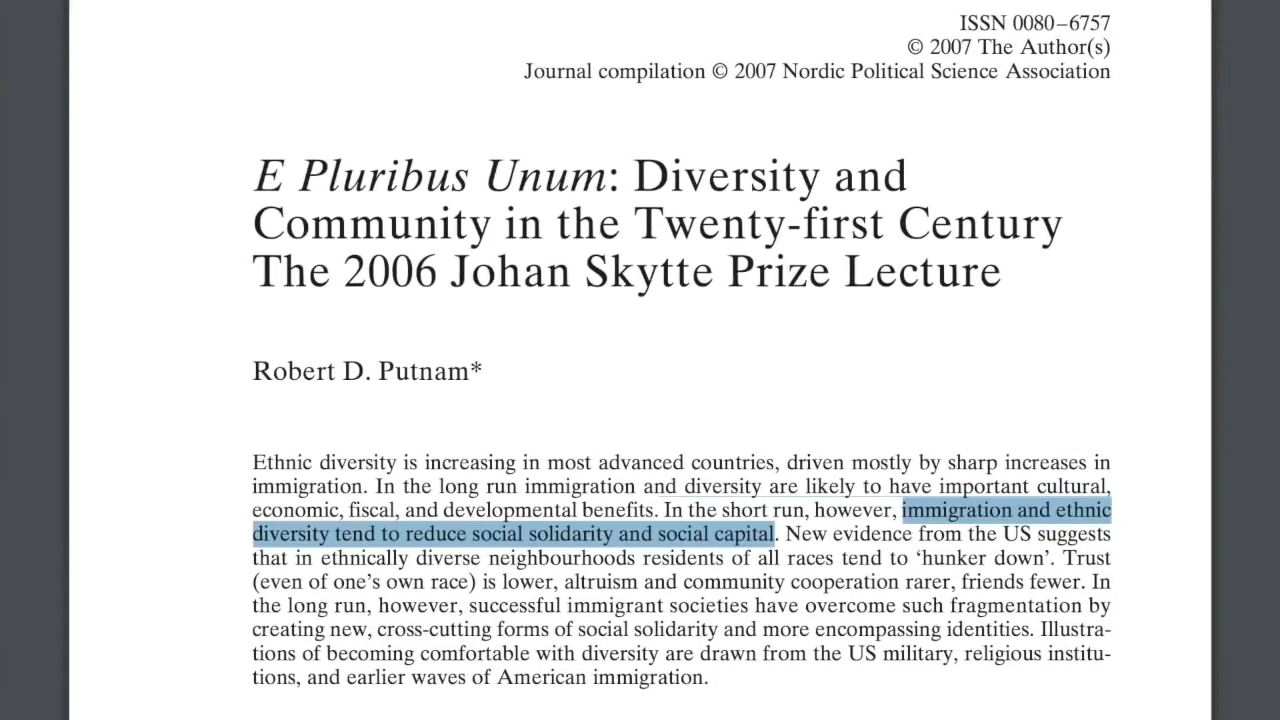 ISSN 0080–6757
© 2007 The Author(s)
Journal compilation © 2007 Nordic Political Science Association
E Pluribus Unum: Diversity and
Community in the Twenty-first Century
The 2006 Johan Skytte Prize Lecture
Robert D. Putnam*
Ethnic diversity is increasing in most advanced countries, driven mostly by sharp increases in
immigration. In the long run immigration and diversity are likely to have important cultural,
economic, fiscal, and developmental benefits. In the short run, however, immigration and ethnic
diversity tend to reduce social solidarity and social capital. New evidence from the US suggests
that in ethnically diverse neighbourhoods residents of all races tend to ‘hunker down’. Trust
(even of one’s own race) is lower, altruism and community cooperation rarer, friends fewer. In
the long run, however, successful immigrant societies have overcome such fragmentation by
creating new, cross-cutting forms of social solidarity and more encompassing identities. Illustra-
tions of becoming comfortable with diversity are drawn from the US military, religious institu-
tions, and earlier waves of American immigration.